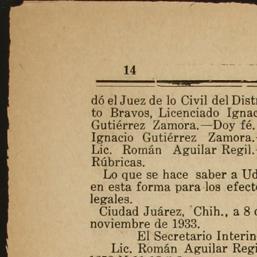 14
dó el Juez de lo Civil del Distr
to Bravos, Licenciado Ignac
Gutiérrez Zamora.—Doy fé.
Ignacio Gutiérrez Zamora.-
Lic. Román Aguilar Regil.-
Rúbricas.
Lo que se hace saber a Ud
en esta forma para los efect
legales.
Ciudad Juárez, Chih., a 8 d
noviembre de 1933.
El Secretario Interin
Lic. Román Aguilar Regi